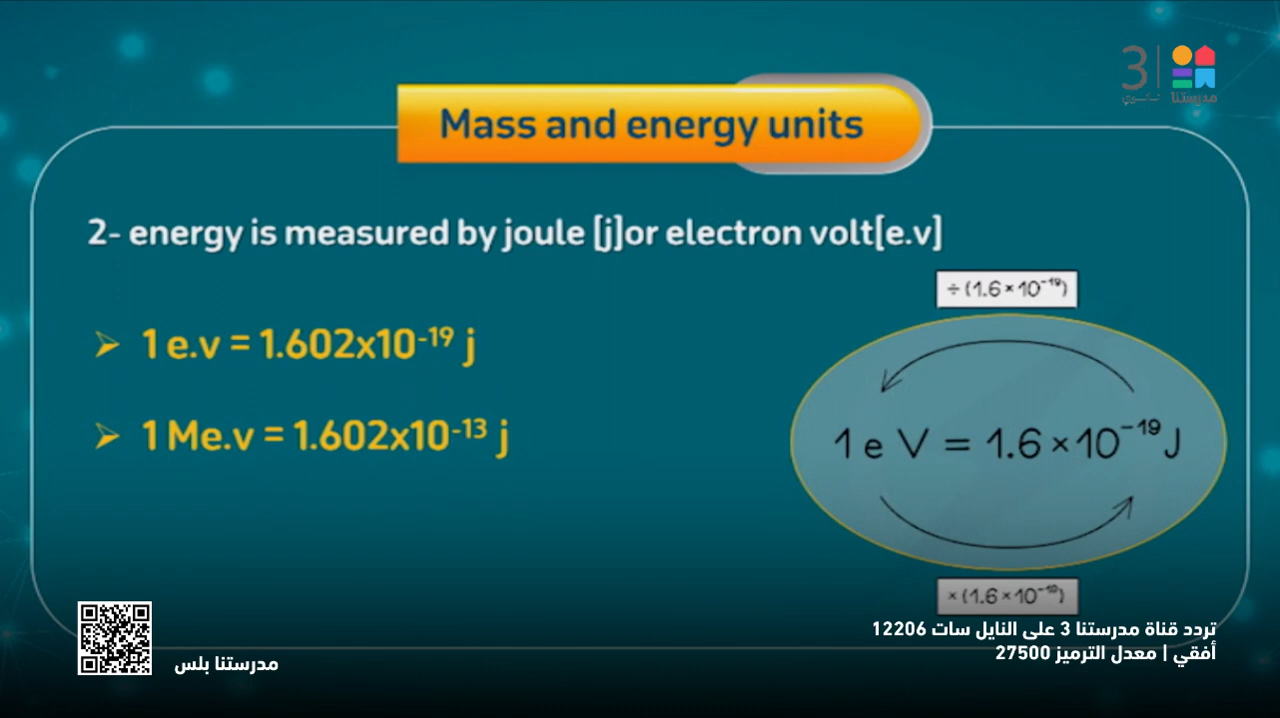 3 ثانوي
مدرستنا
Mass and energy units
2- energy is measured by joule [j]or electron volt[e.v]
÷ (1.6×10⁻¹⁹)
➢ 1 e.v = 1.602x10⁻¹⁹ j
➢ 1 Me.v = 1.602x10⁻¹³ j
1 e V = 1.6×10⁻¹⁹ J
×(1.6×10⁻¹⁹)
تردد قناة مدرستنا 3 على النايل سات 12206
أفقي | معدل الترميز 27500
مدرستنا بلس